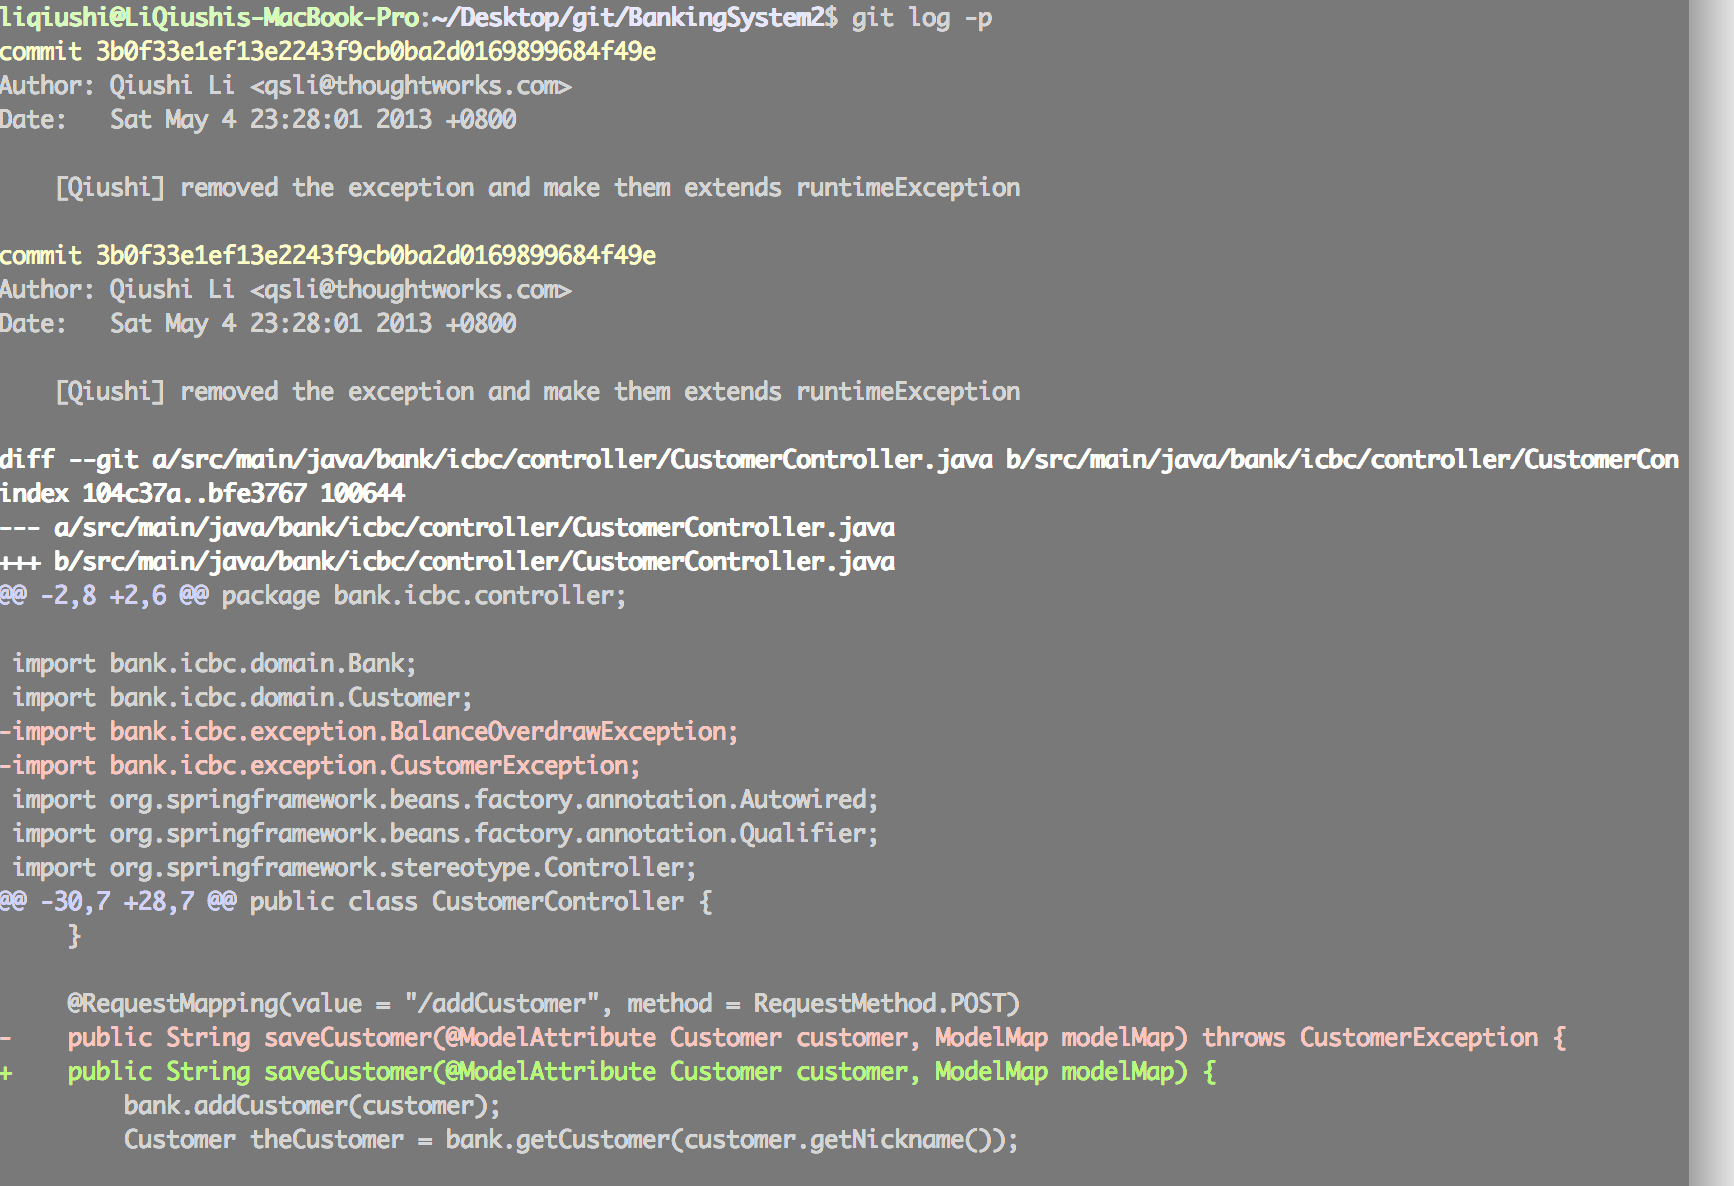 liqiushi@LiQiushis-MacBook-Pro:~/Desktop/git/BankingSystem2$ git log -p
commit 3b0f33e1ef13e2243f9cb0ba2d0169899684f49e
Author: Qiushi Li <qsli@thoughtworks.com>
Date:   Sat May 4 23:28:01 2013 +0800

    [Qiushi] removed the exception and make them extends runtimeException

commit 3b0f33e1ef13e2243f9cb0ba2d0169899684f49e
Author: Qiushi Li <qsli@thoughtworks.com>
Date:   Sat May 4 23:28:01 2013 +0800

    [Qiushi] removed the exception and make them extends runtimeException

diff --git a/src/main/java/bank/icbc/controller/CustomerController.java b/src/main/java/bank/icbc/controller/CustomerCon
index 104c37a..bfe3767 100644
--- a/src/main/java/bank/icbc/controller/CustomerController.java
+++ b/src/main/java/bank/icbc/controller/CustomerController.java
@@ -2,8 +2,6 @@ package bank.icbc.controller;

 import bank.icbc.domain.Bank;
 import bank.icbc.domain.Customer;
-import bank.icbc.exception.BalanceOverdrawException;
-import bank.icbc.exception.CustomerException;
 import org.springframework.beans.factory.annotation.Autowired;
 import org.springframework.beans.factory.annotation.Qualifier;
 import org.springframework.stereotype.Controller;
@@ -30,7 +28,7 @@ public class CustomerController {
     }

     @RequestMapping(value = "/addCustomer", method = RequestMethod.POST)
-    public String saveCustomer(@ModelAttribute Customer customer, ModelMap modelMap) throws CustomerException {
+    public String saveCustomer(@ModelAttribute Customer customer, ModelMap modelMap) {
         bank.addCustomer(customer);
         Customer theCustomer = bank.getCustomer(customer.getNickname());